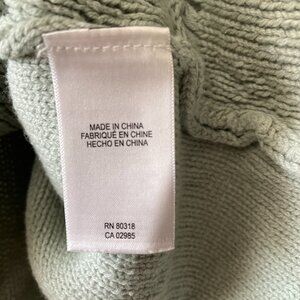 MADE IN CHINA
FABRIQUÉ EN CHINE
HECHO EN CHINA
RN 80318
CA 02985